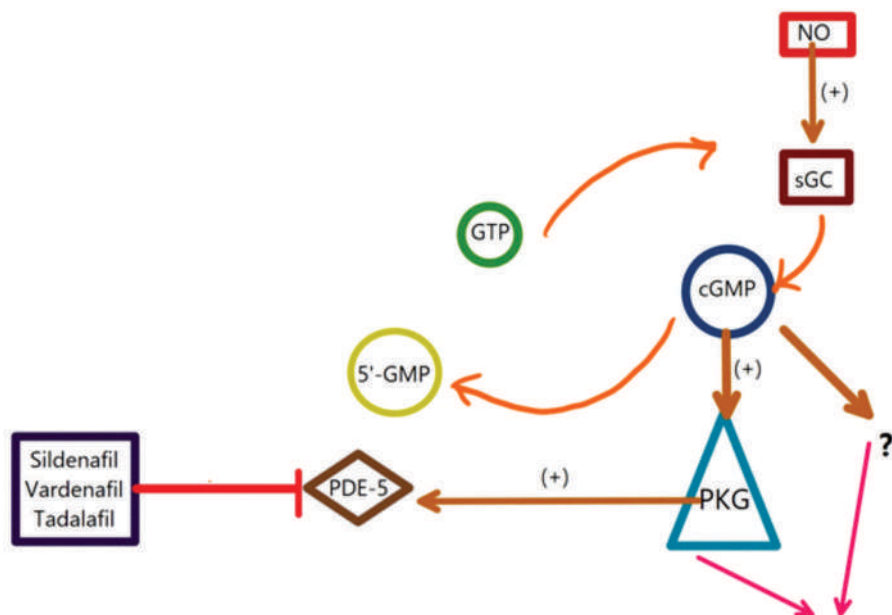 NO
(+)
sGC
GTP
cGMP
(+)
5'-GMP
?
Sildenafil
Vardenafil
Tadalafil
PDE-5
(+)
PKG